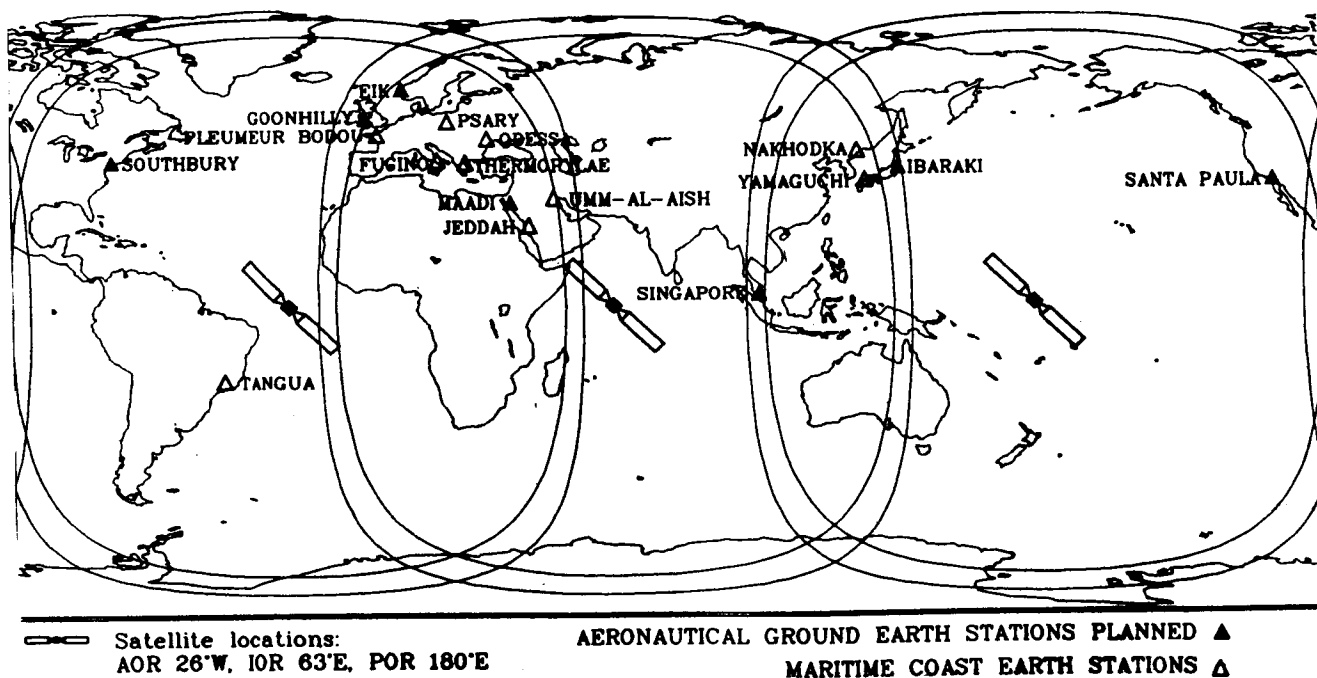 EIK
GOONHILLY
PSARY
PLEUMEUR BODOU
ODESSA
SOUTHBURY
FUCINO
THERMOPYLAE
NAKHODKA
IBARAKI
YAMAGUCHI
SANTA PAULA
MAADI
UMM-AL-AISH
JEDDAH
SINGAPORE
TANGUA
Satellite locations:
AOR 26°W, IOR 63°E, POR 180°E
AERONAUTICAL GROUND EARTH STATIONS PLANNED ▲
MARITIME COAST EARTH STATIONS △